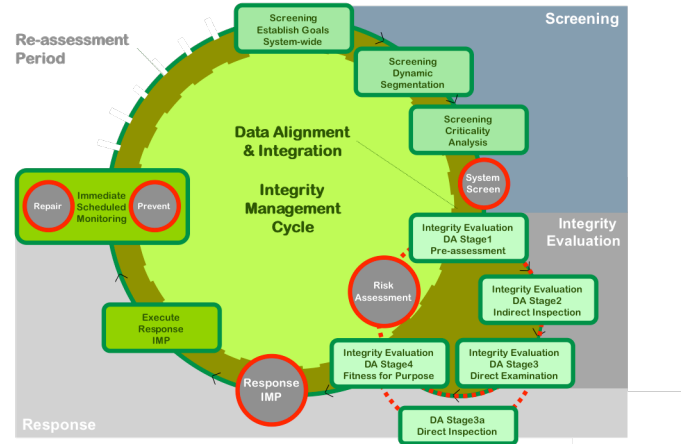 Screening
Screening
Establish Goals
System-wide
Re-assessment
Period
Screening
Dynamic
Segmentation
Screening
Criticality
Analysis
Data Alignment
& Integration
System
Screen
Integrity
Management
Cycle
Repair
Immediate
Scheduled
Monitoring
Prevent
Integrity
Evaluation
Integrity Evaluation
DA Stage1
Pre-assessment
Risk
Assessment
Integrity Evaluation
DA Stage2
Indirect Inspection
Execute
Response
IMP
Integrity Evaluation
DA Stage4
Fitness for Purpose
Integrity Evaluation
DA Stage3
Direct Examination
Response
IMP
DA Stage3a
Direct Inspection
Response